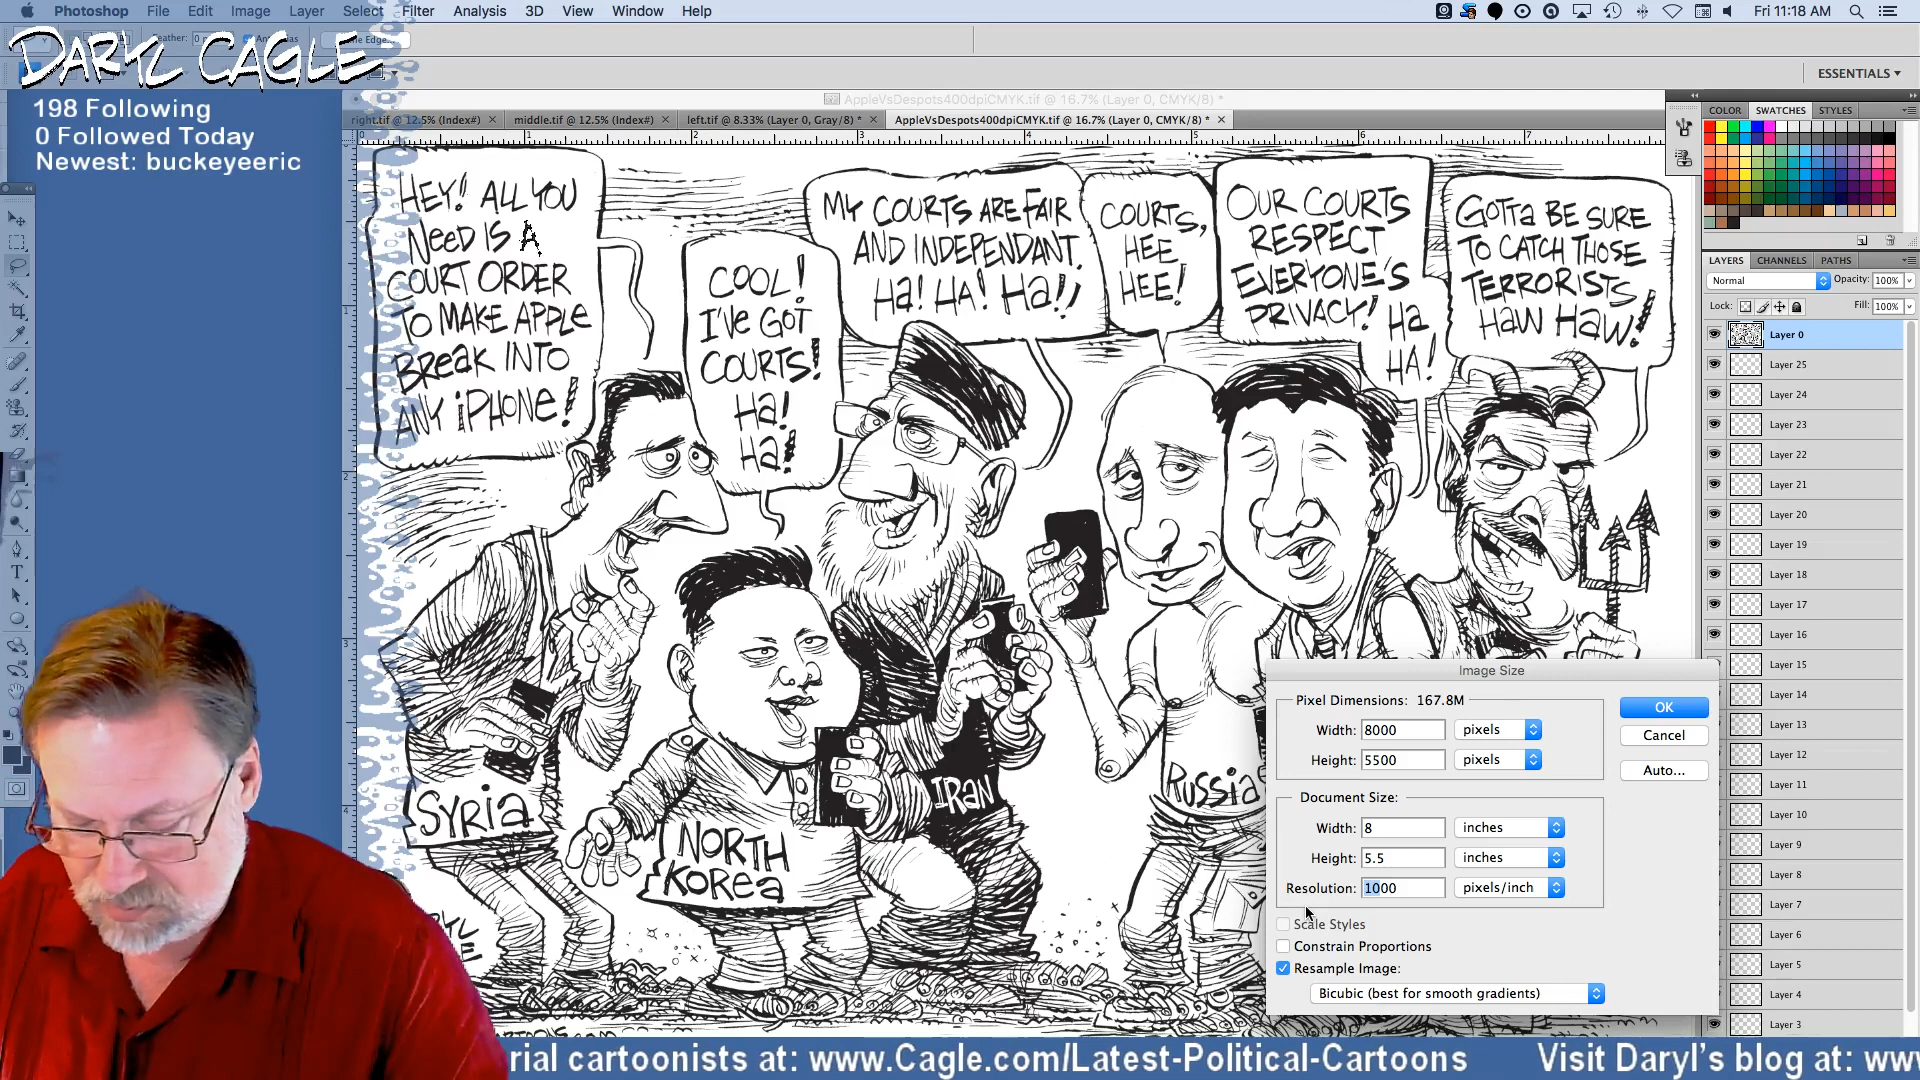 Photoshop File Edit Image Layer Select Filter Analysis 3D View Window Help
Fri 11:18 AM
DARYL CAGLE
198 Following
0 Followed Today
Newest: buckeyeeric
ESSENTIALS
AppleVsDespots400dpiCMYK.tif @ 16.7% (Layer 0, CMYK/8) *
right.tif @ 12.5% (Index#)
middle.tif @ 12.5% (Index#)
left.tif @ 8.33% (Layer 0, Gray/8) *
AppleVsDespots400dpiCMYK.tif @ 16.7% (Layer 0, CMYK/8) *
HEY! ALL YOU
NEED IS A
COURT ORDER
TO MAKE APPLE
BREAK INTO
ANY iPHONE!
COOL!
I'VE GOT
COURTS!
HA!
HA!
MY COURTS ARE FAIR
AND INDEPENDANT.
HA! HA! HA!
COURTS,
HEE
HEE!
OUR COURTS
RESPECT
EVERYONE'S
PRIVACY!
HA
HA!
GOTTA BE SURE
TO CATCH THOSE
TERRORISTS
HAW HAW!
SYRIA
NORTH
KOREA
IRAN
RUSSIA
Image Size
Pixel Dimensions: 167.8M
Width: 8000 pixels
Height: 5500 pixels
Document Size:
Width: 8 inches
Height: 5.5 inches
Resolution: 1000 pixels/inch
Scale Styles
Constrain Proportions
Resample Image:
Bicubic (best for smooth gradients)
OK
Cancel
Auto...
COLOR SWATCHES STYLES
LAYERS CHANNELS PATHS
Normal Opacity: 100%
Lock: Fill: 100%
Layer 0
Layer 25
Layer 24
Layer 23
Layer 22
Layer 21
Layer 20
Layer 19
Layer 18
Layer 17
Layer 16
Layer 15
Layer 14
Layer 13
Layer 12
Layer 11
Layer 10
Layer 9
Layer 8
Layer 7
Layer 6
Layer 5
Layer 4
Layer 3
rial cartoonists at: www.Cagle.com/Latest-Political-Cartoons Visit Daryl's blog at: ww